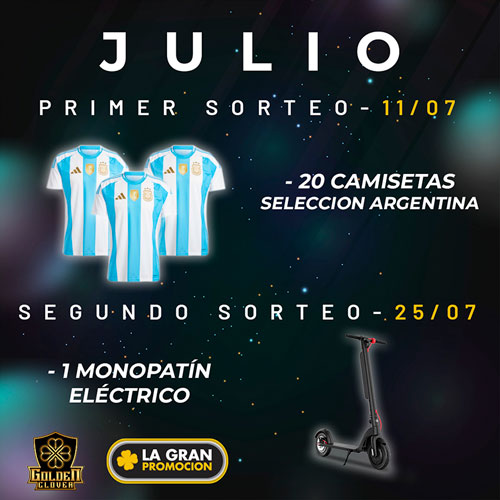 JULIO
PRIMER SORTEO - 11/07
- 20 CAMISETAS
SELECCION ARGENTINA
SEGUNDO SORTEO - 25/07
- 1 MONOPATÍN
ELÉCTRICO
GOLDEN
CLOVER
LA GRAN
PROMOCION